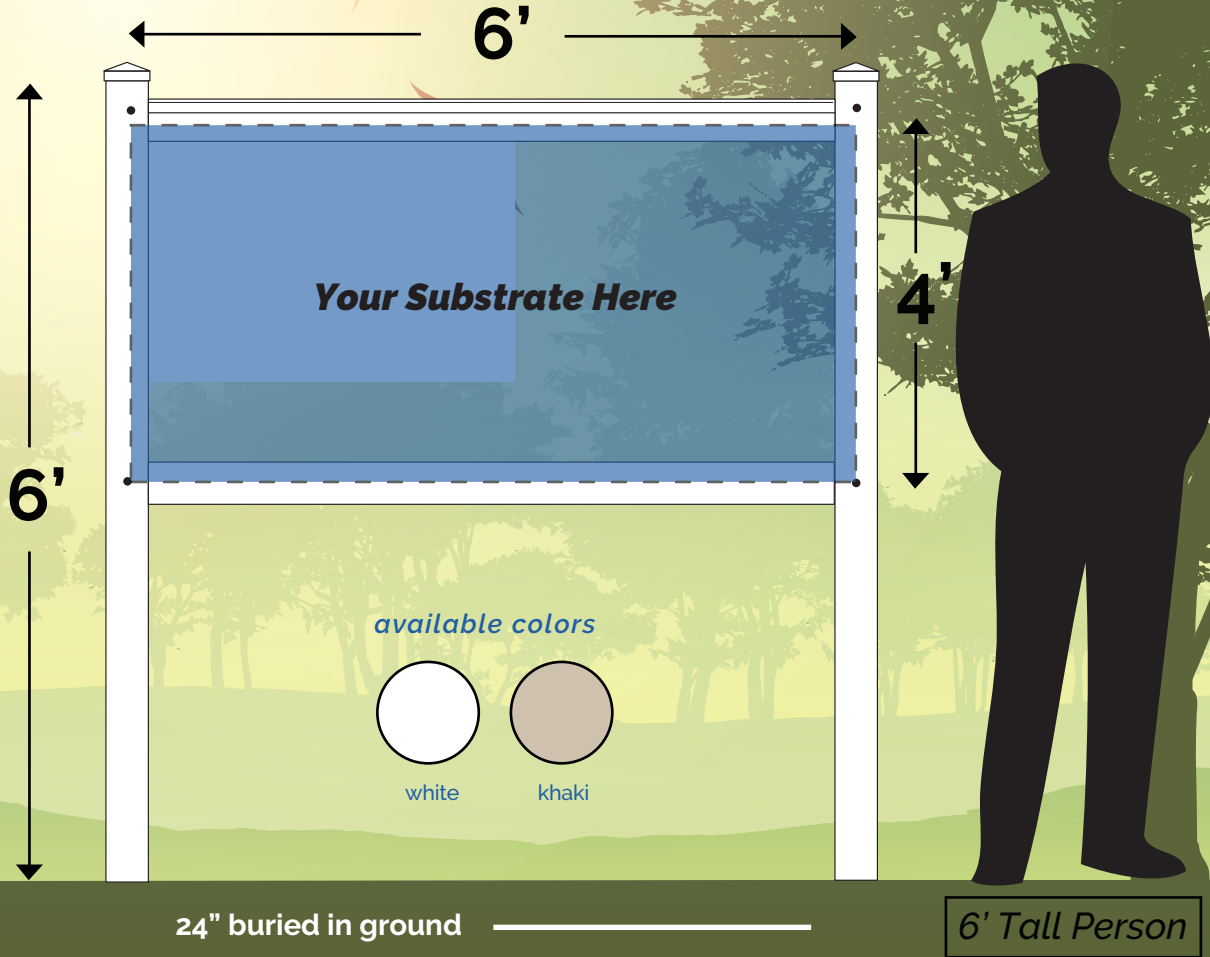 6’
Your Substrate Here
4’
6’
available colors
white
khaki
24” buried in ground
6’ Tall Person